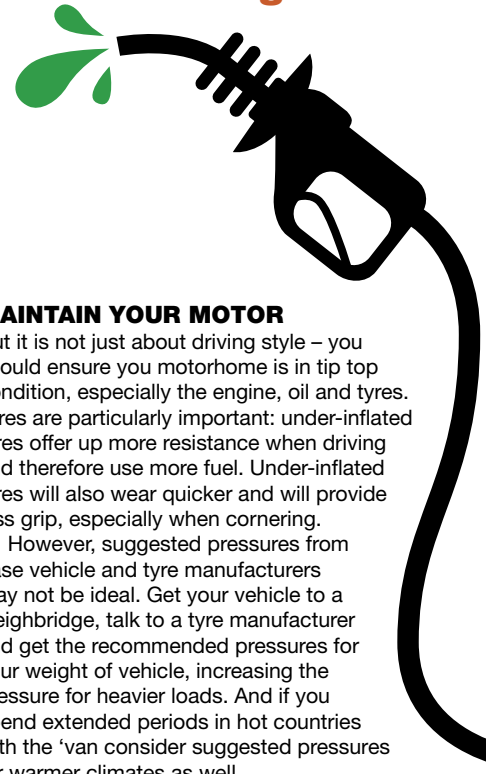 AINTAIN YOUR MOTOR
ut it is not just about driving style – you
ould ensure you motorhome is in tip top
ondition, especially the engine, oil and tyres.
res are particularly important: under-inflated
res offer up more resistance when driving
d therefore use more fuel. Under-inflated
res will also wear quicker and will provide
ss grip, especially when cornering.
However, suggested pressures from
ase vehicle and tyre manufacturers
ay not be ideal. Get your vehicle to a
eighbridge, talk to a tyre manufacturer
d get the recommended pressures for
ur weight of vehicle, increasing the
essure for heavier loads. And if you
end extended periods in hot countries
th the ‘van consider suggested pressures
r warmer climates as well